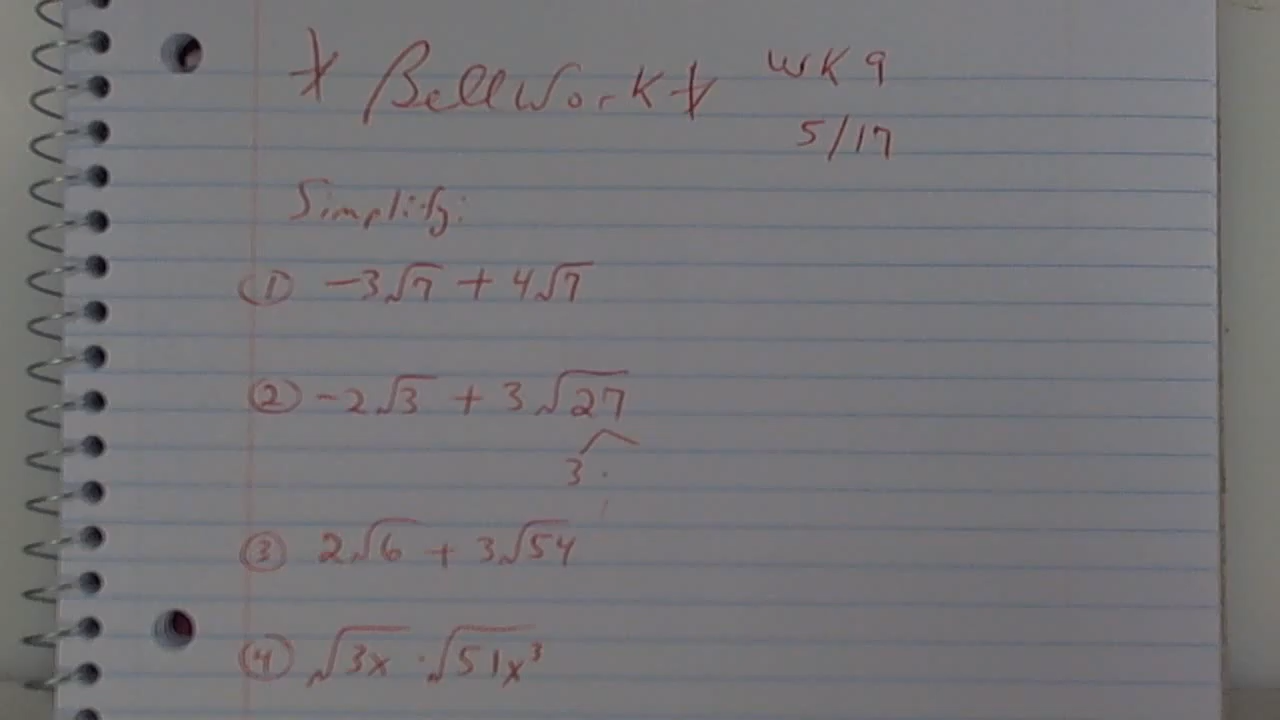 * BellWork * WK 9
5/17
Simplify:
① -3√7 + 4√7
② -2√3 + 3√27
3 ·
③ 2√6 + 3√54
④ √3x · √51x³